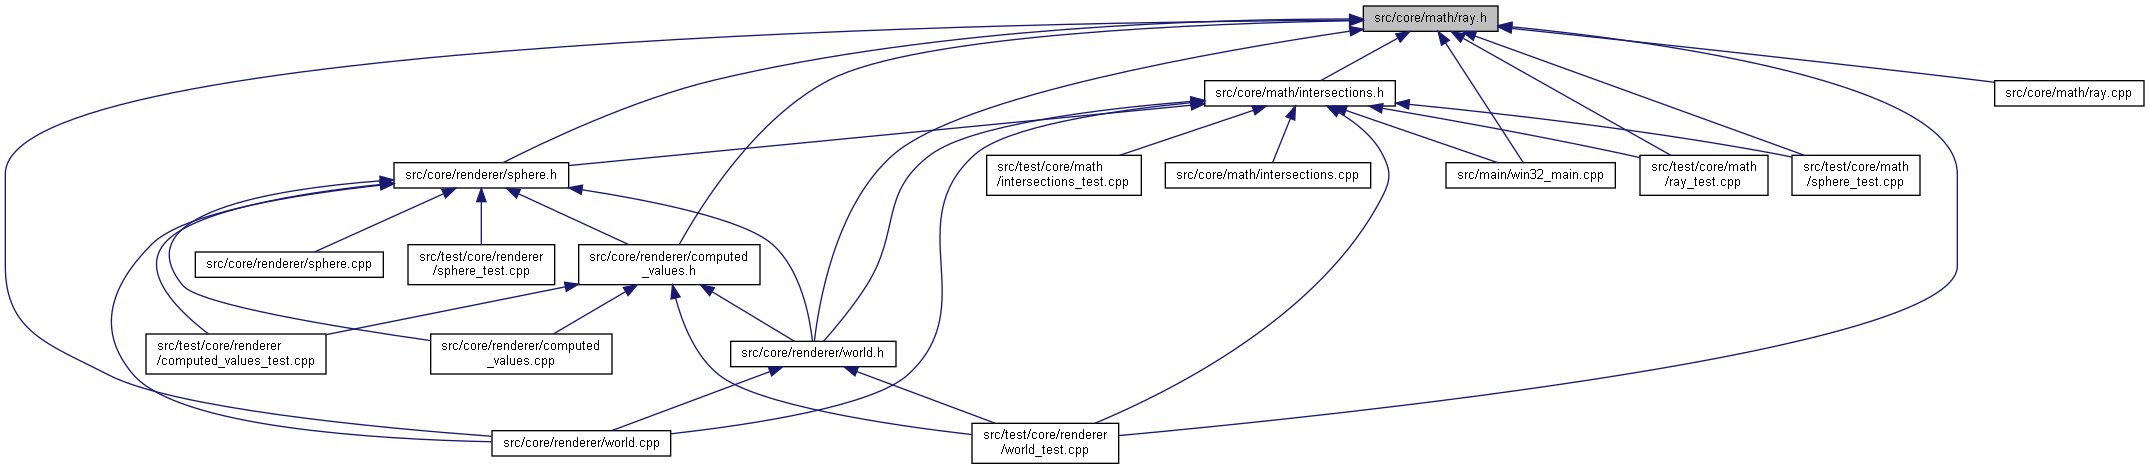 src/core/math/ray.h
src/core/math/intersections.h
src/core/math/ray.cpp
src/core/renderer/sphere.h
src/test/core/math
/intersections_test.cpp
src/core/math/intersections.cpp
src/main/win32_main.cpp
src/test/core/math
/ray_test.cpp
src/test/core/math
/sphere_test.cpp
src/core/renderer/sphere.cpp
src/test/core/renderer
/sphere_test.cpp
src/core/renderer/computed
_values.h
src/test/core/renderer
/computed_values_test.cpp
src/core/renderer/computed
_values.cpp
src/core/renderer/world.h
src/core/renderer/world.cpp
src/test/core/renderer
/world_test.cpp